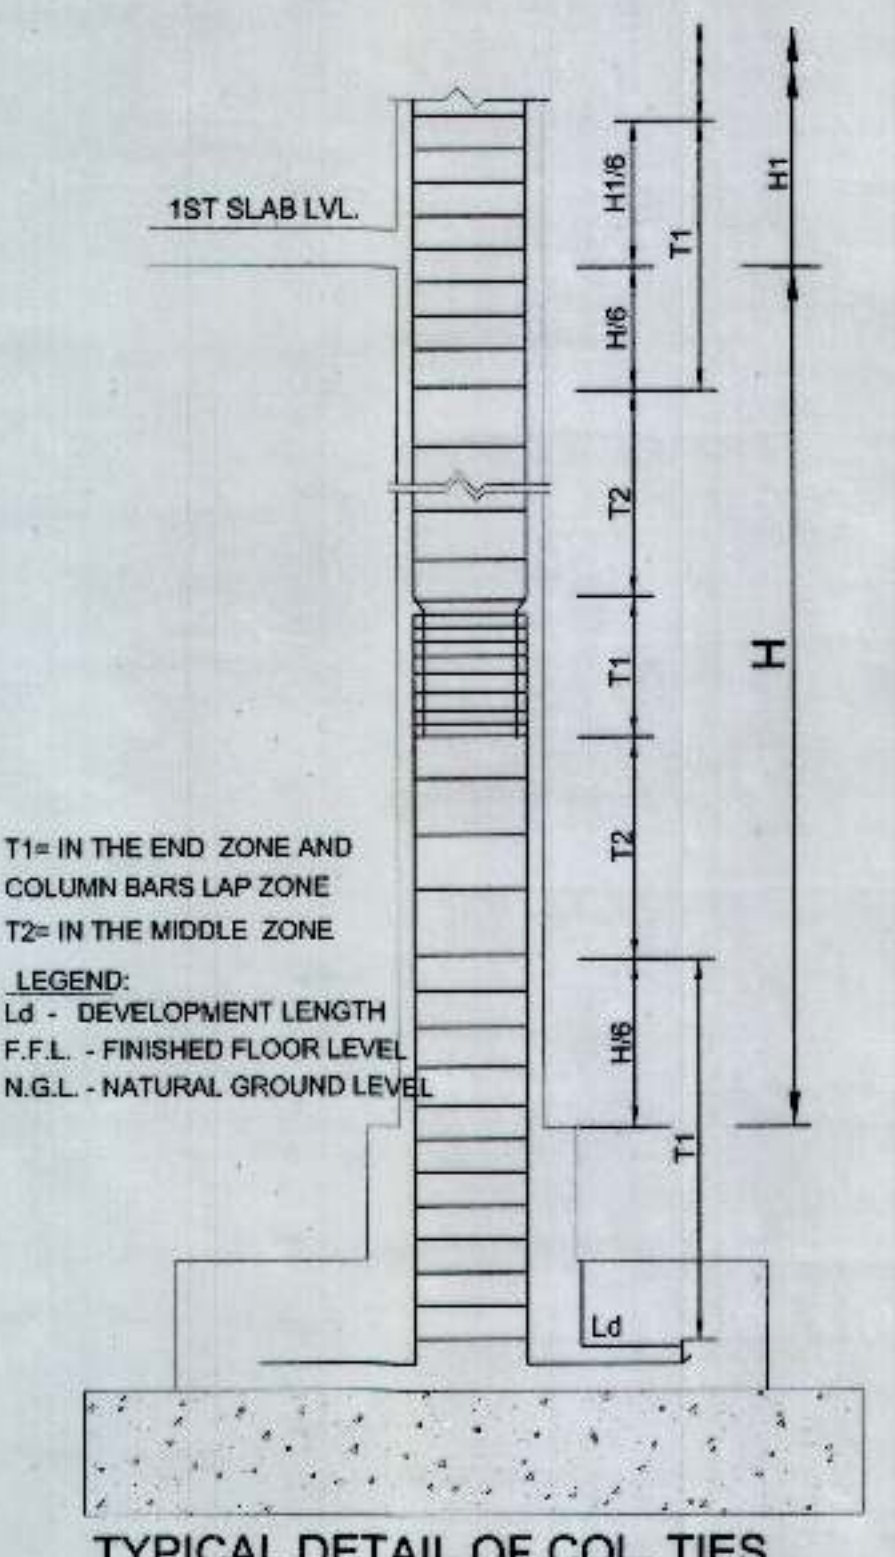 1ST SLAB LVL.
H1/6
T1
H1
H/6
T2
T1
H
T2
T1= IN THE END ZONE AND
COLUMN BARS LAP ZONE
T2= IN THE MIDDLE ZONE
LEGEND:
Ld - DEVELOPMENT LENGTH
F.F.L. - FINISHED FLOOR LEVEL
N.G.L. - NATURAL GROUND LEVEL
H/6
T1
Ld
TYPICAL DETAIL OF COL. TIES